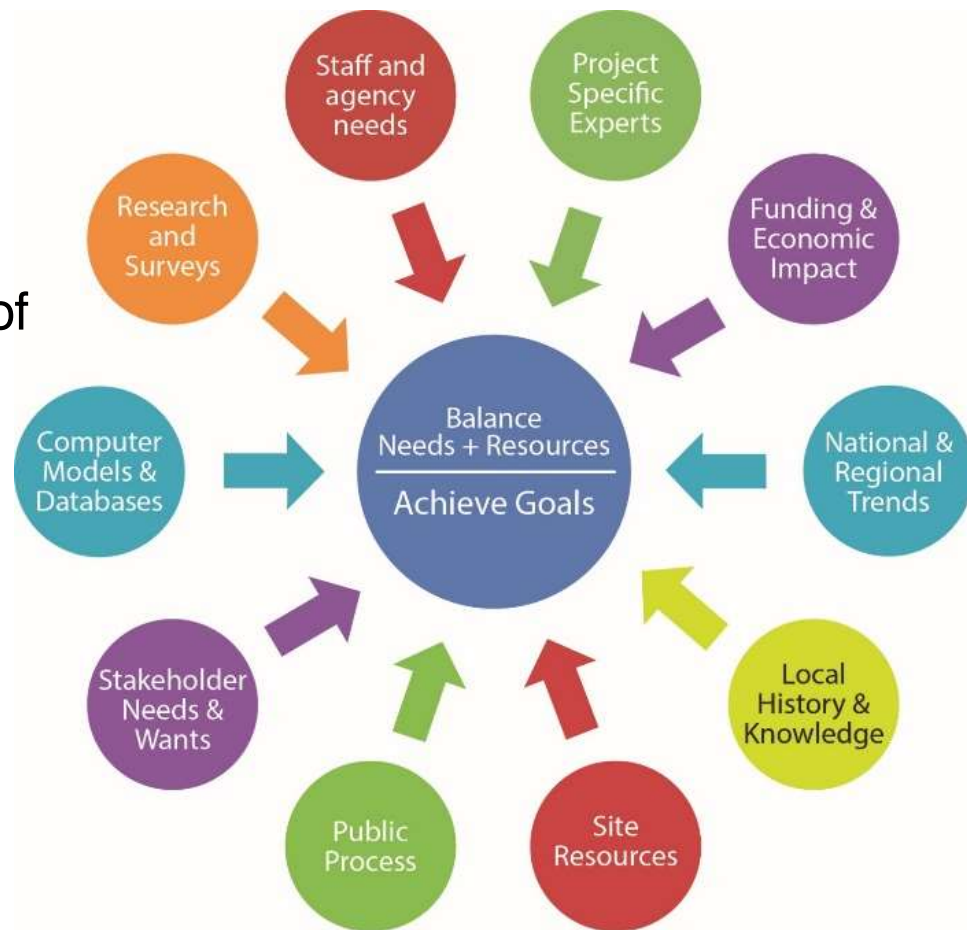 Staff and
agency
needs
Project
Specific
Experts
Research
and
Surveys
Funding &
Economic
Impact
of
Computer
Models &
Databases
Balance
Needs + Resources
Achieve Goals
National &
Regional
Trends
Stakeholder
Needs &
Wants
Local
History &
Knowledge
Public
Process
Site
Resources